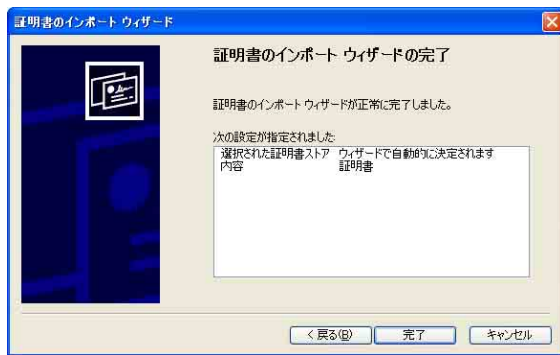 証明書のインポート ウィザード
証明書のインポート ウィザードの完了
証明書のインポート ウィザードが正常に完了しました。
次の設定が指定されました:
選択された証明書ストア ウィザードで自動的に決定されます
内容 証明書
< 戻る(B) 完了 キャンセル